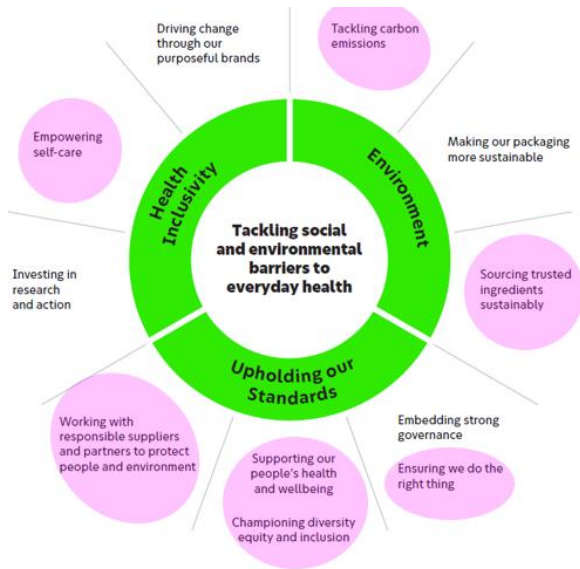 Driving change
through our
purposeful brands
Tackling carbon
emissions
Empowering
self-care
Making our packaging
more sustainable
Health
Inclusivity
Environment
Tackling social
and environmental
barriers to
everyday health
Investing in
research
and action
Sourcing trusted
ingredients
sustainably
Upholding our
Standards
Working with
responsible suppliers
and partners to protect
people and environment
Supporting our
people's health
and wellbeing
Championing diversity
equity and inclusion
Embedding strong
governance
Ensuring we do the
right thing